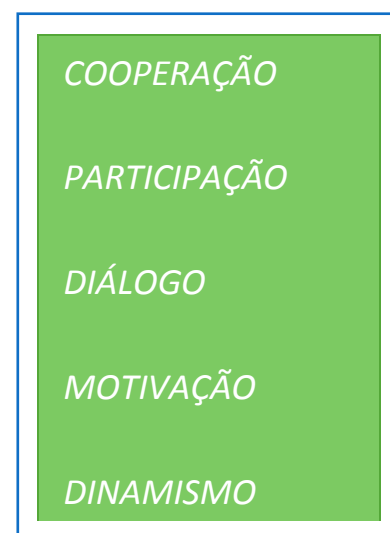 COOPERAÇÃO
PARTICIPAÇÃO
DIÁLOGO
MOTIVAÇÃO
DINAMISMO